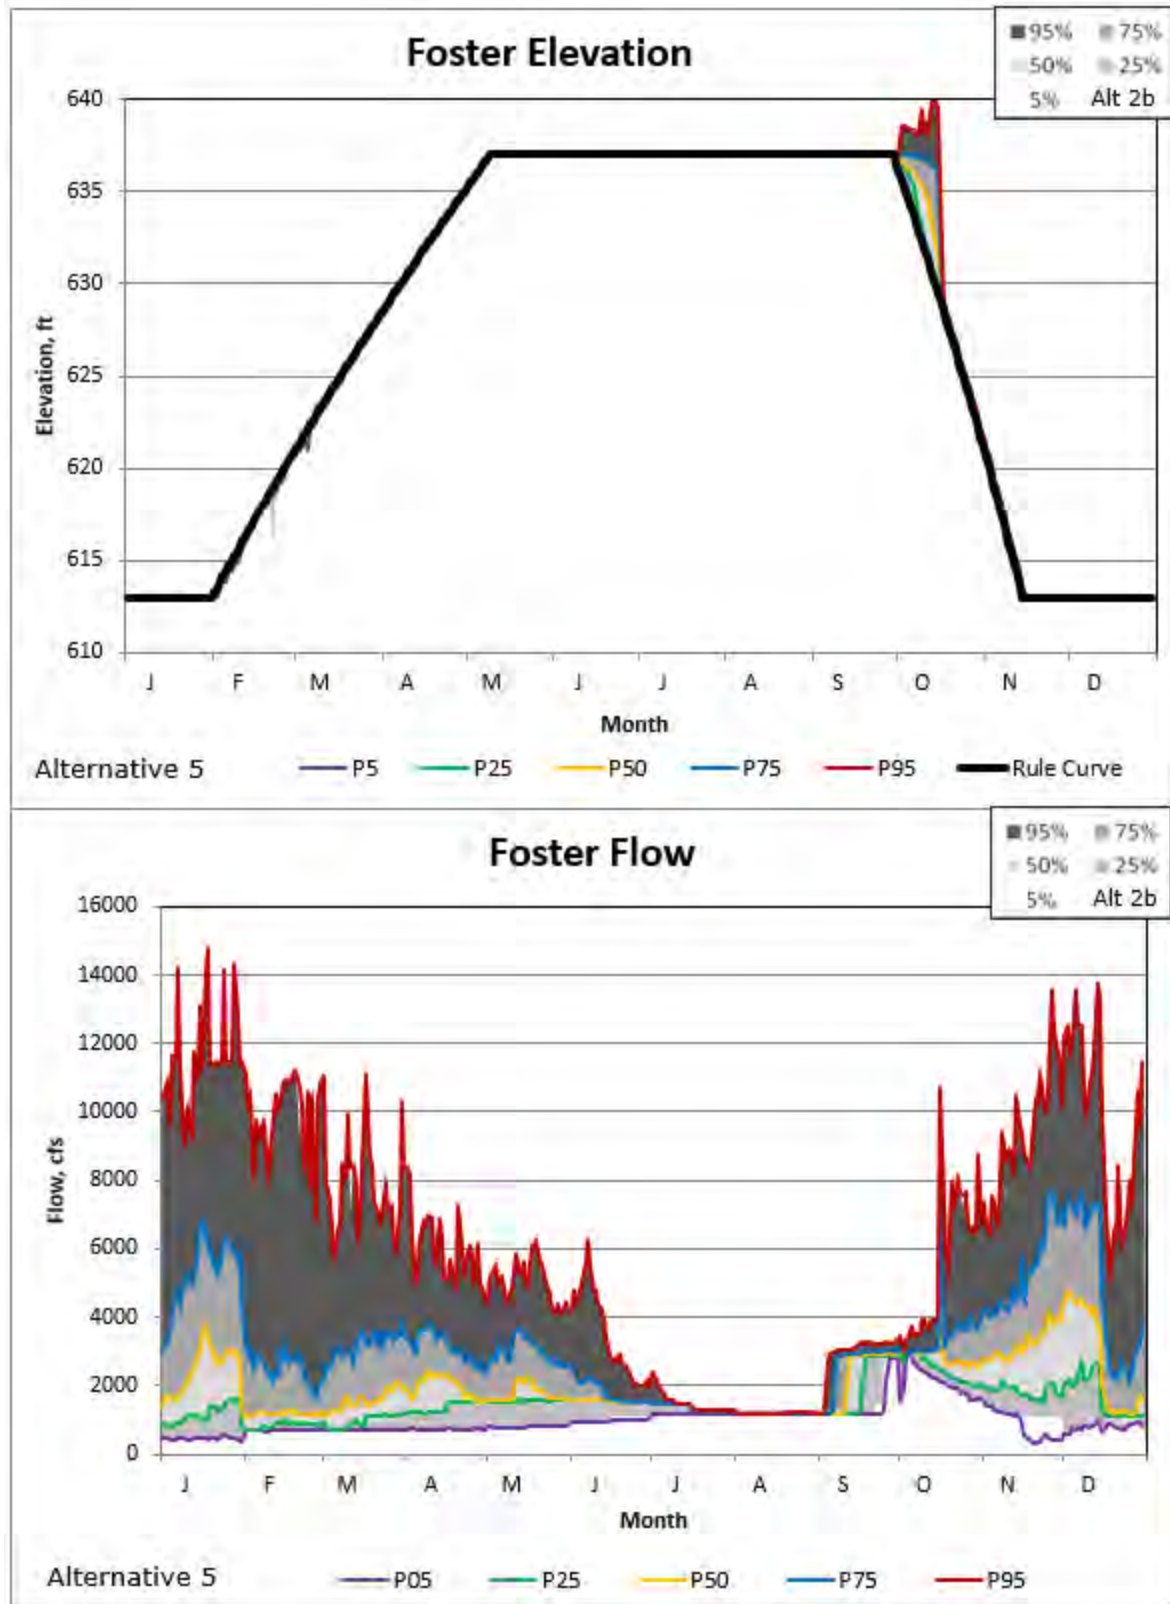 Foster Elevation
■95% ■75%
■50% ■25%
5% Alt 2b
640
635
630
625
620
615
610
Elevation, ft
J F M A M J J A S O N D
Month
Alternative 5 P5 P25 P50 P75 P95 Rule Curve
Foster Flow
■95% ■75%
■50% ■25%
5% Alt 2b
16000
14000
12000
10000
8000
6000
4000
2000
0
Flow, cfs
J F M A M J J A S O N D
Month
Alternative 5 P05 P25 P50 P75 P95